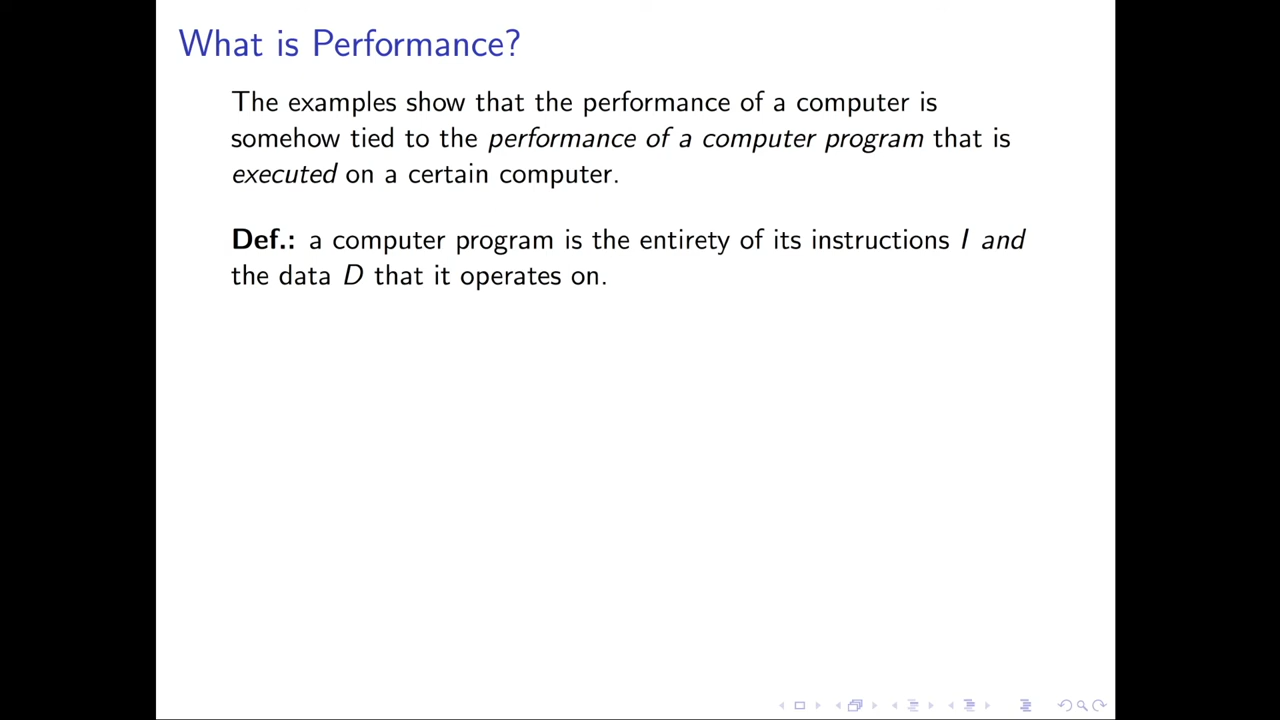 What is Performance?
The examples show that the performance of a computer is
somehow tied to the performance of a computer program that is
executed on a certain computer.
Def.: a computer program is the entirety of its instructions I and
the data D that it operates on.